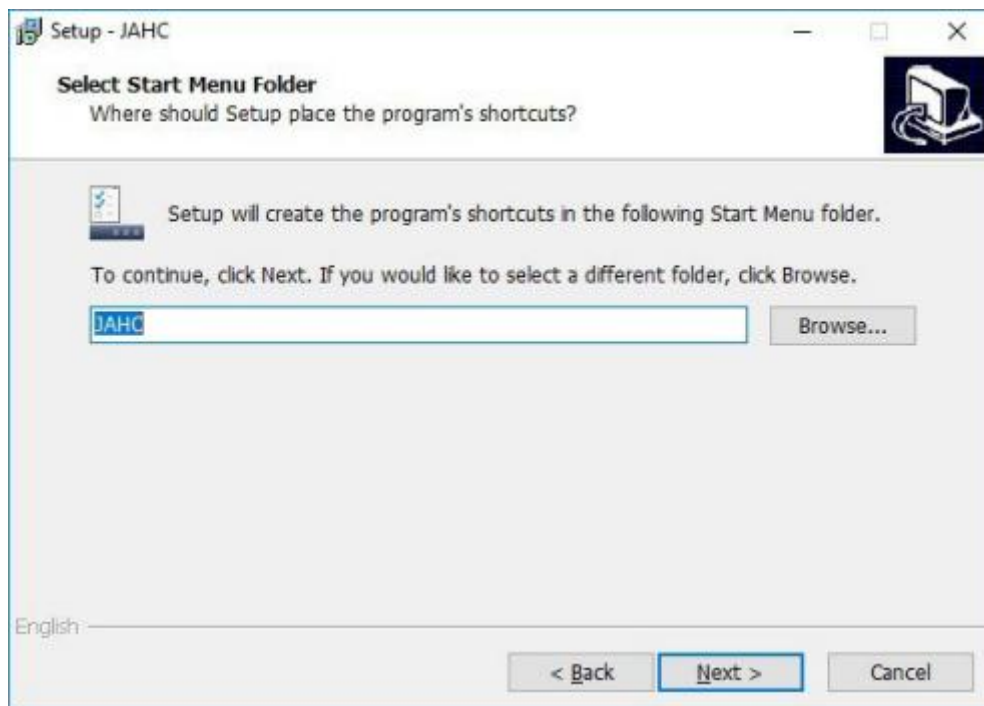 Setup - JAHC
Select Start Menu Folder
Where should Setup place the program's shortcuts?
Setup will create the program's shortcuts in the following Start Menu folder.
To continue, click Next. If you would like to select a different folder, click Browse.
JAHC
Browse...
English
< Back
Next >
Cancel